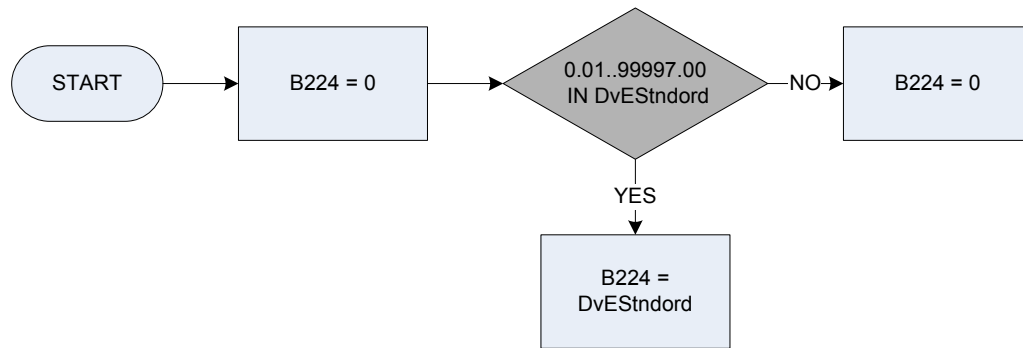 START
B224 = 0
0.01..99997.00
IN DvEStndord
NO
B224 = 0
YES
B224 =
DvEStndord